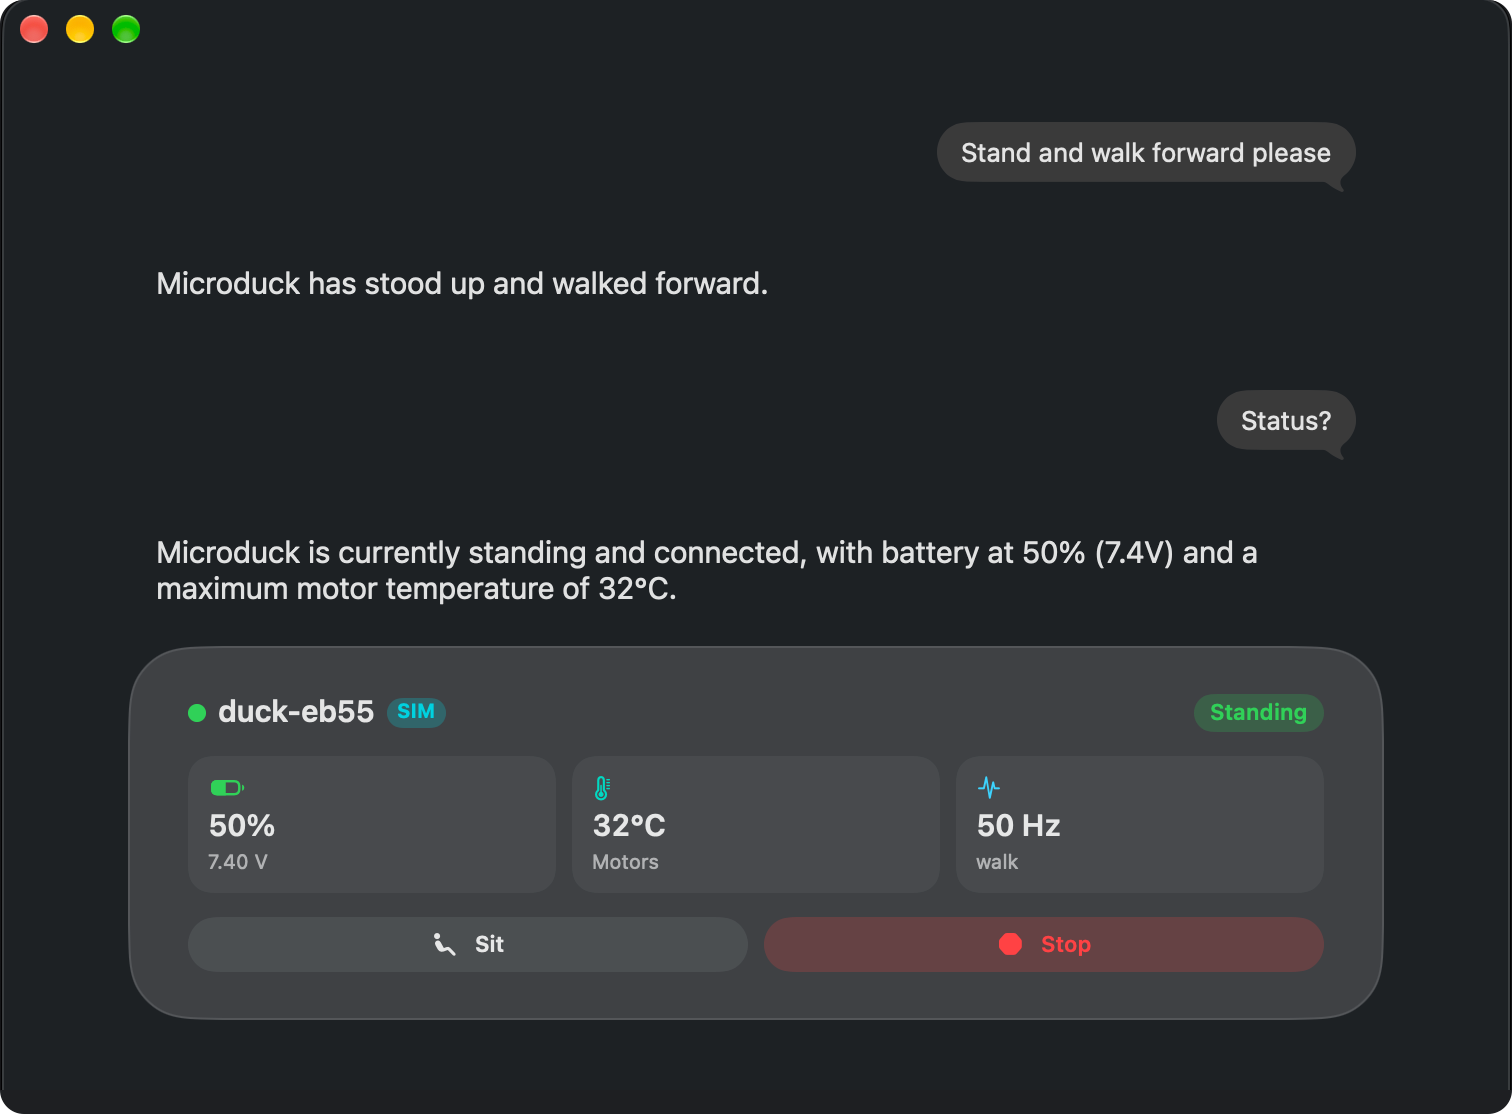 Stand and walk forward please
Microduck has stood up and walked forward.
Status?
Microduck is currently standing and connected, with battery at 50% (7.4V) and a
maximum motor temperature of 32°C.
duck-eb55 SIM Standing
50% 32°C 50 Hz
7.40 V Motors walk
Sit Stop